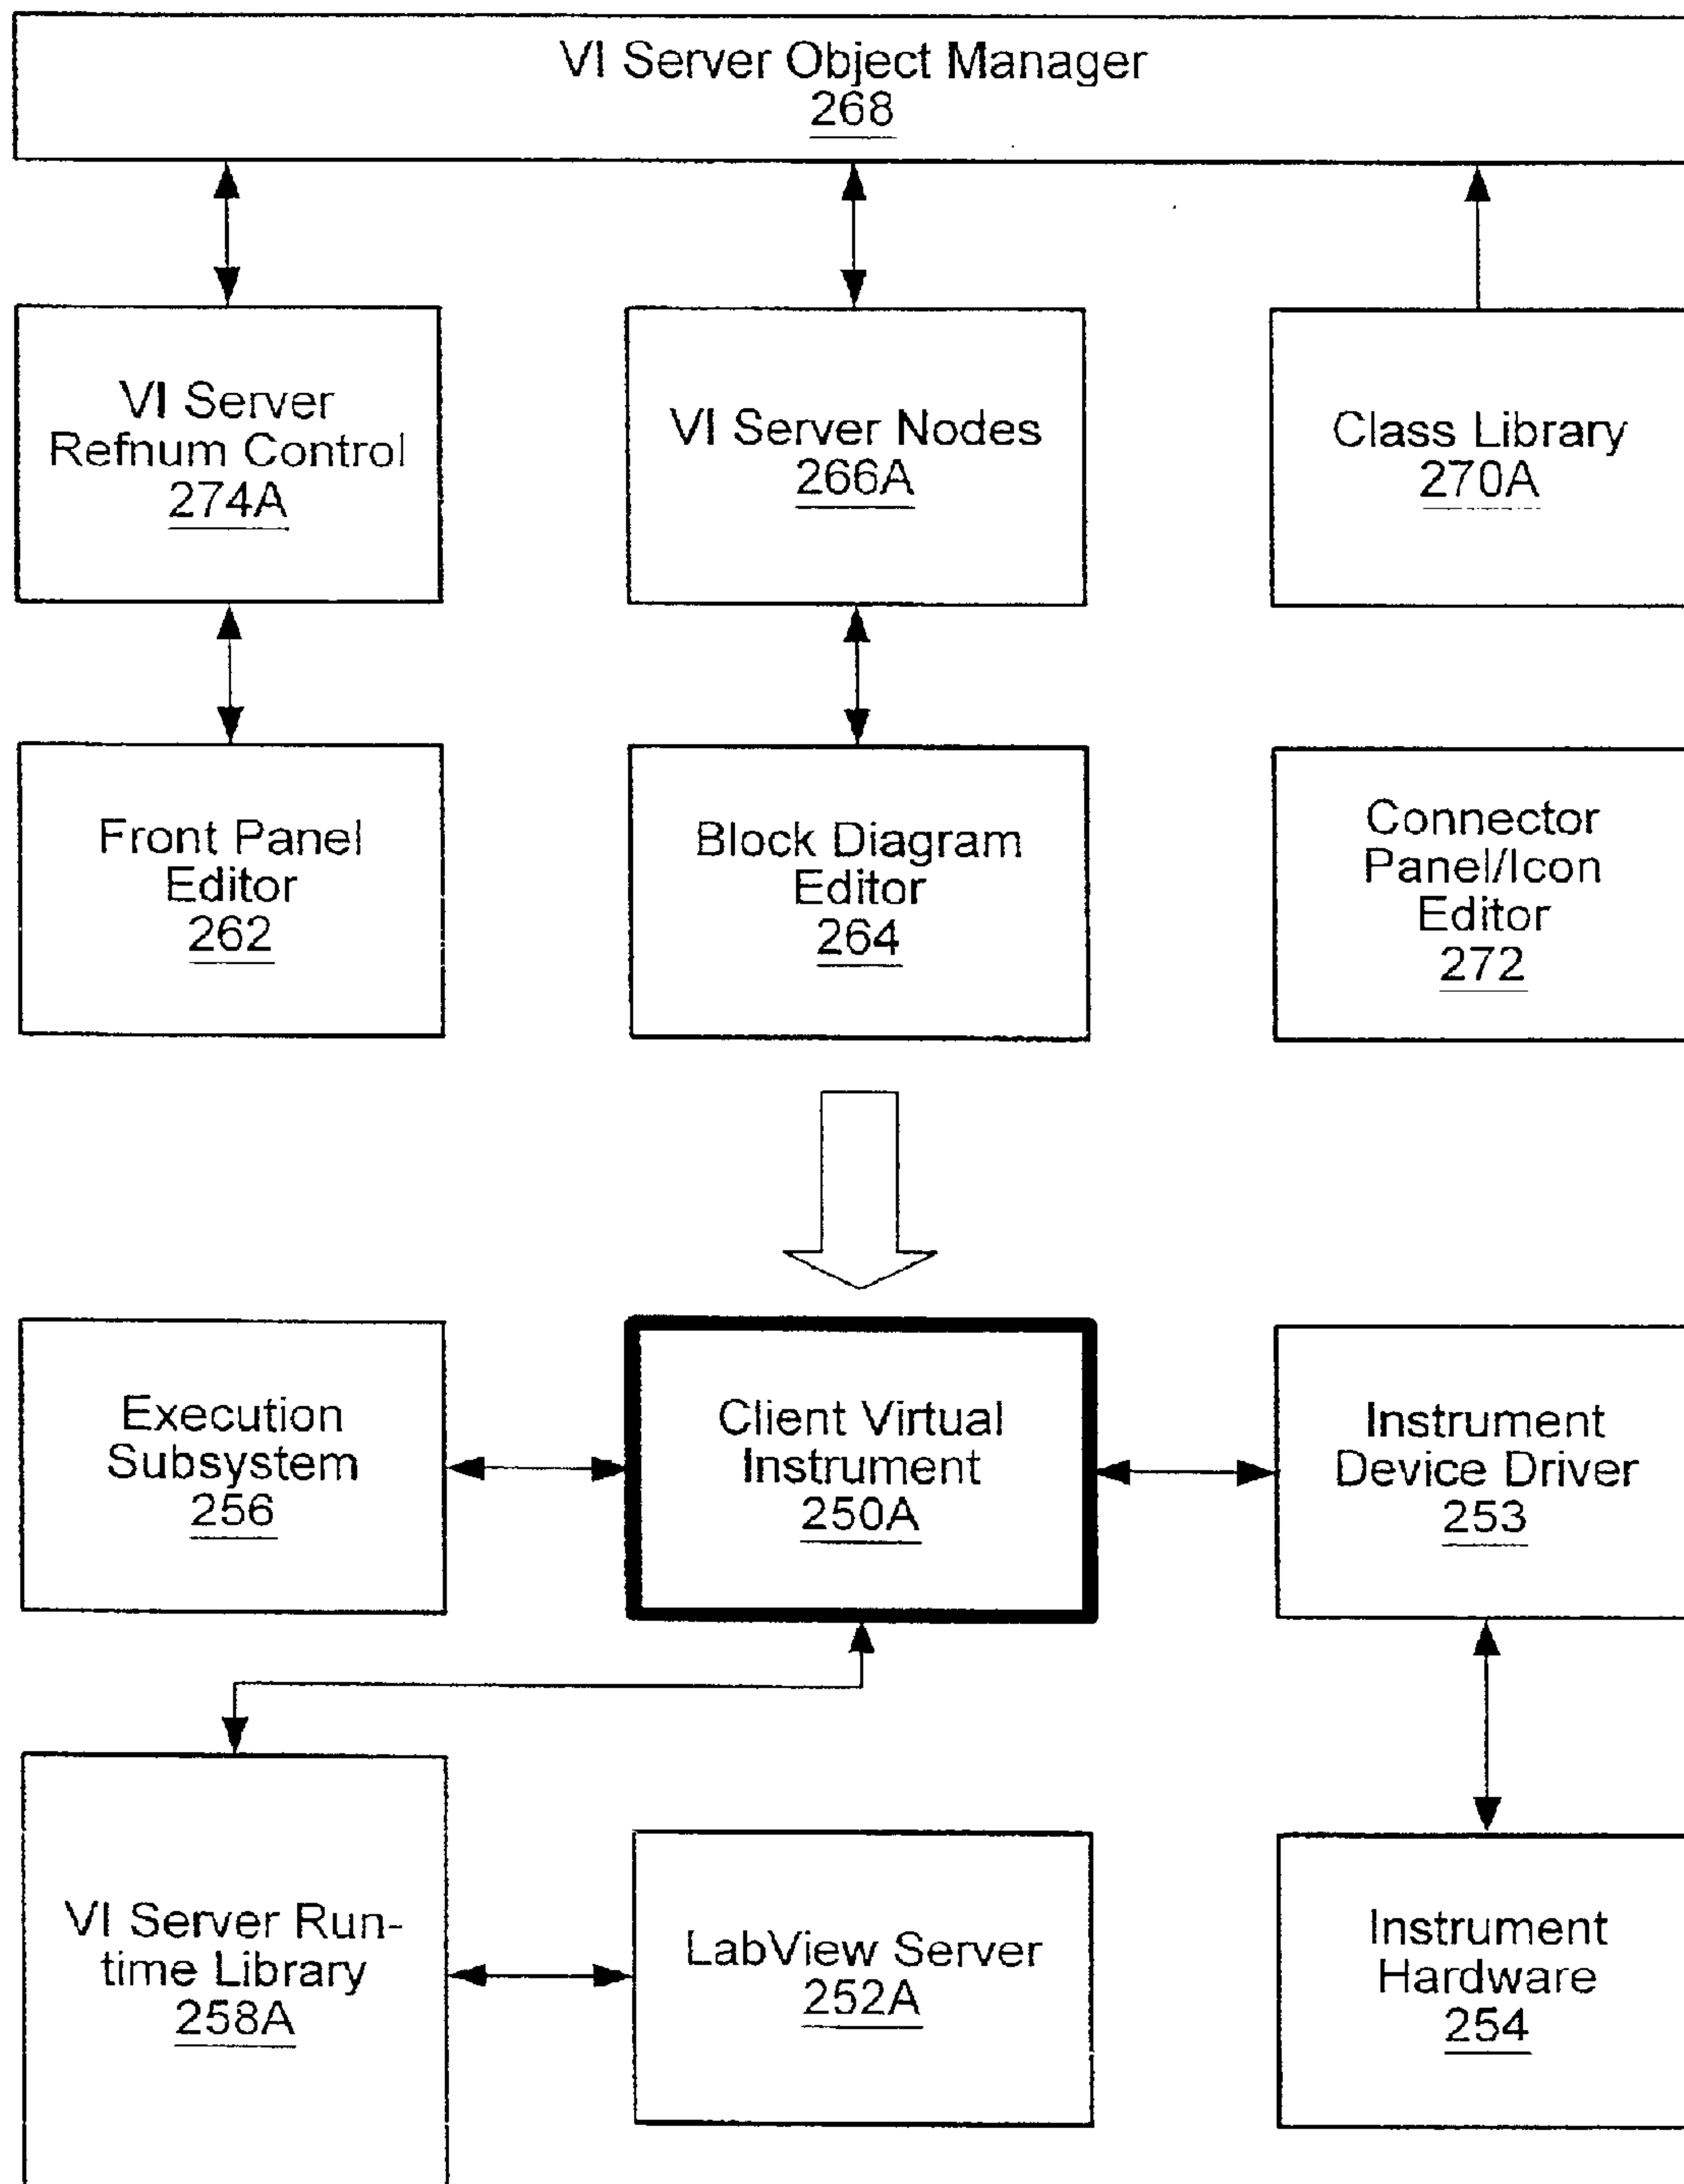 VI Server Object Manager
268
VI Server
Refnum Control
274A
VI Server Nodes
266A
Class Library
270A
Front Panel
Editor
262
Block Diagram
Editor
264
Connector
Panel/Icon
Editor
272
Execution
Subsystem
256
Client Virtual
Instrument
250A
Instrument
Device Driver
253
VI Server Run-
time Library
258A
LabView Server
252A
Instrument
Hardware
254